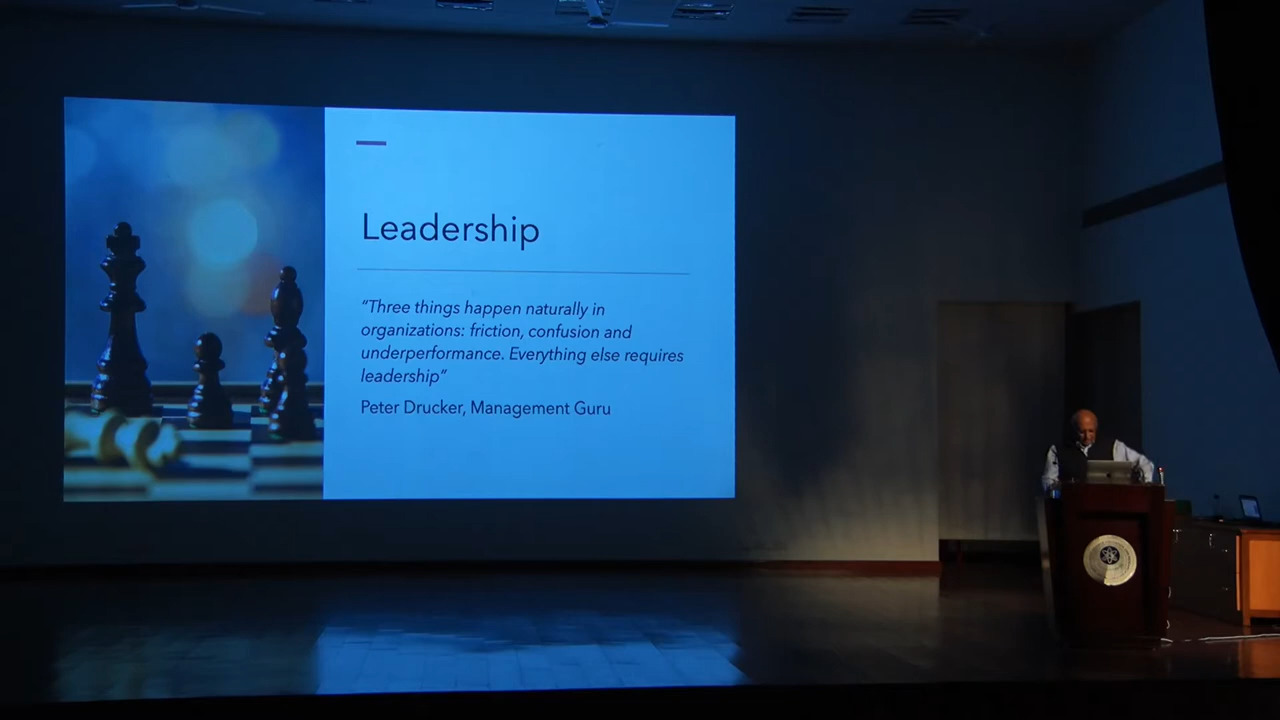 Leadership
“Three things happen naturally in
organizations: friction, confusion and
underperformance. Everything else requires
leadership”
Peter Drucker, Management Guru